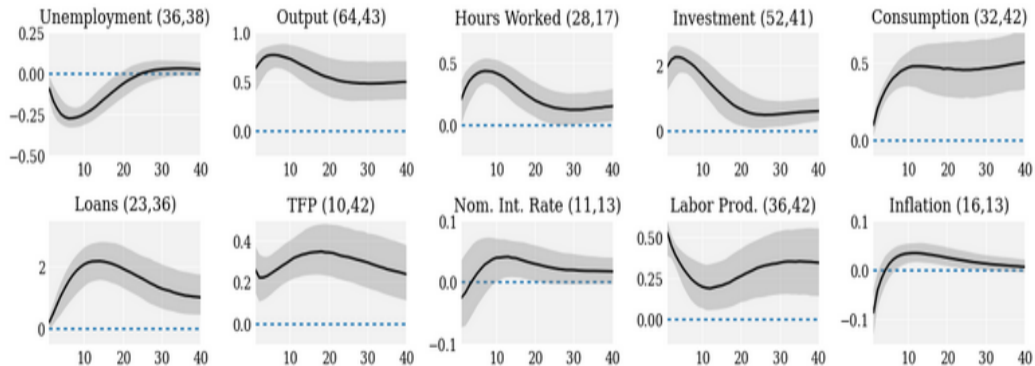 Unemployment (36,38)
Output (64,43)
Hours Worked (28,17)
Investment (52,41)
Consumption (32,42)
0.25
0.00
−0.25
−0.50
10 20 30 40
1.0
0.5
0.0
10 20 30 40
0.5
0.0
10 20 30 40
2
0
10 20 30 40
0.5
0.0
10 20 30 40
Loans (23,36)
TFP (10,42)
Nom. Int. Rate (11,13)
Labor Prod. (36,42)
Inflation (16,13)
2
0
10 20 30 40
0.4
0.2
0.0
10 20 30 40
0.1
0.0
−0.1
10 20 30 40
0.50
0.25
0.00
10 20 30 40
0.1
0.0
−0.1
10 20 30 40